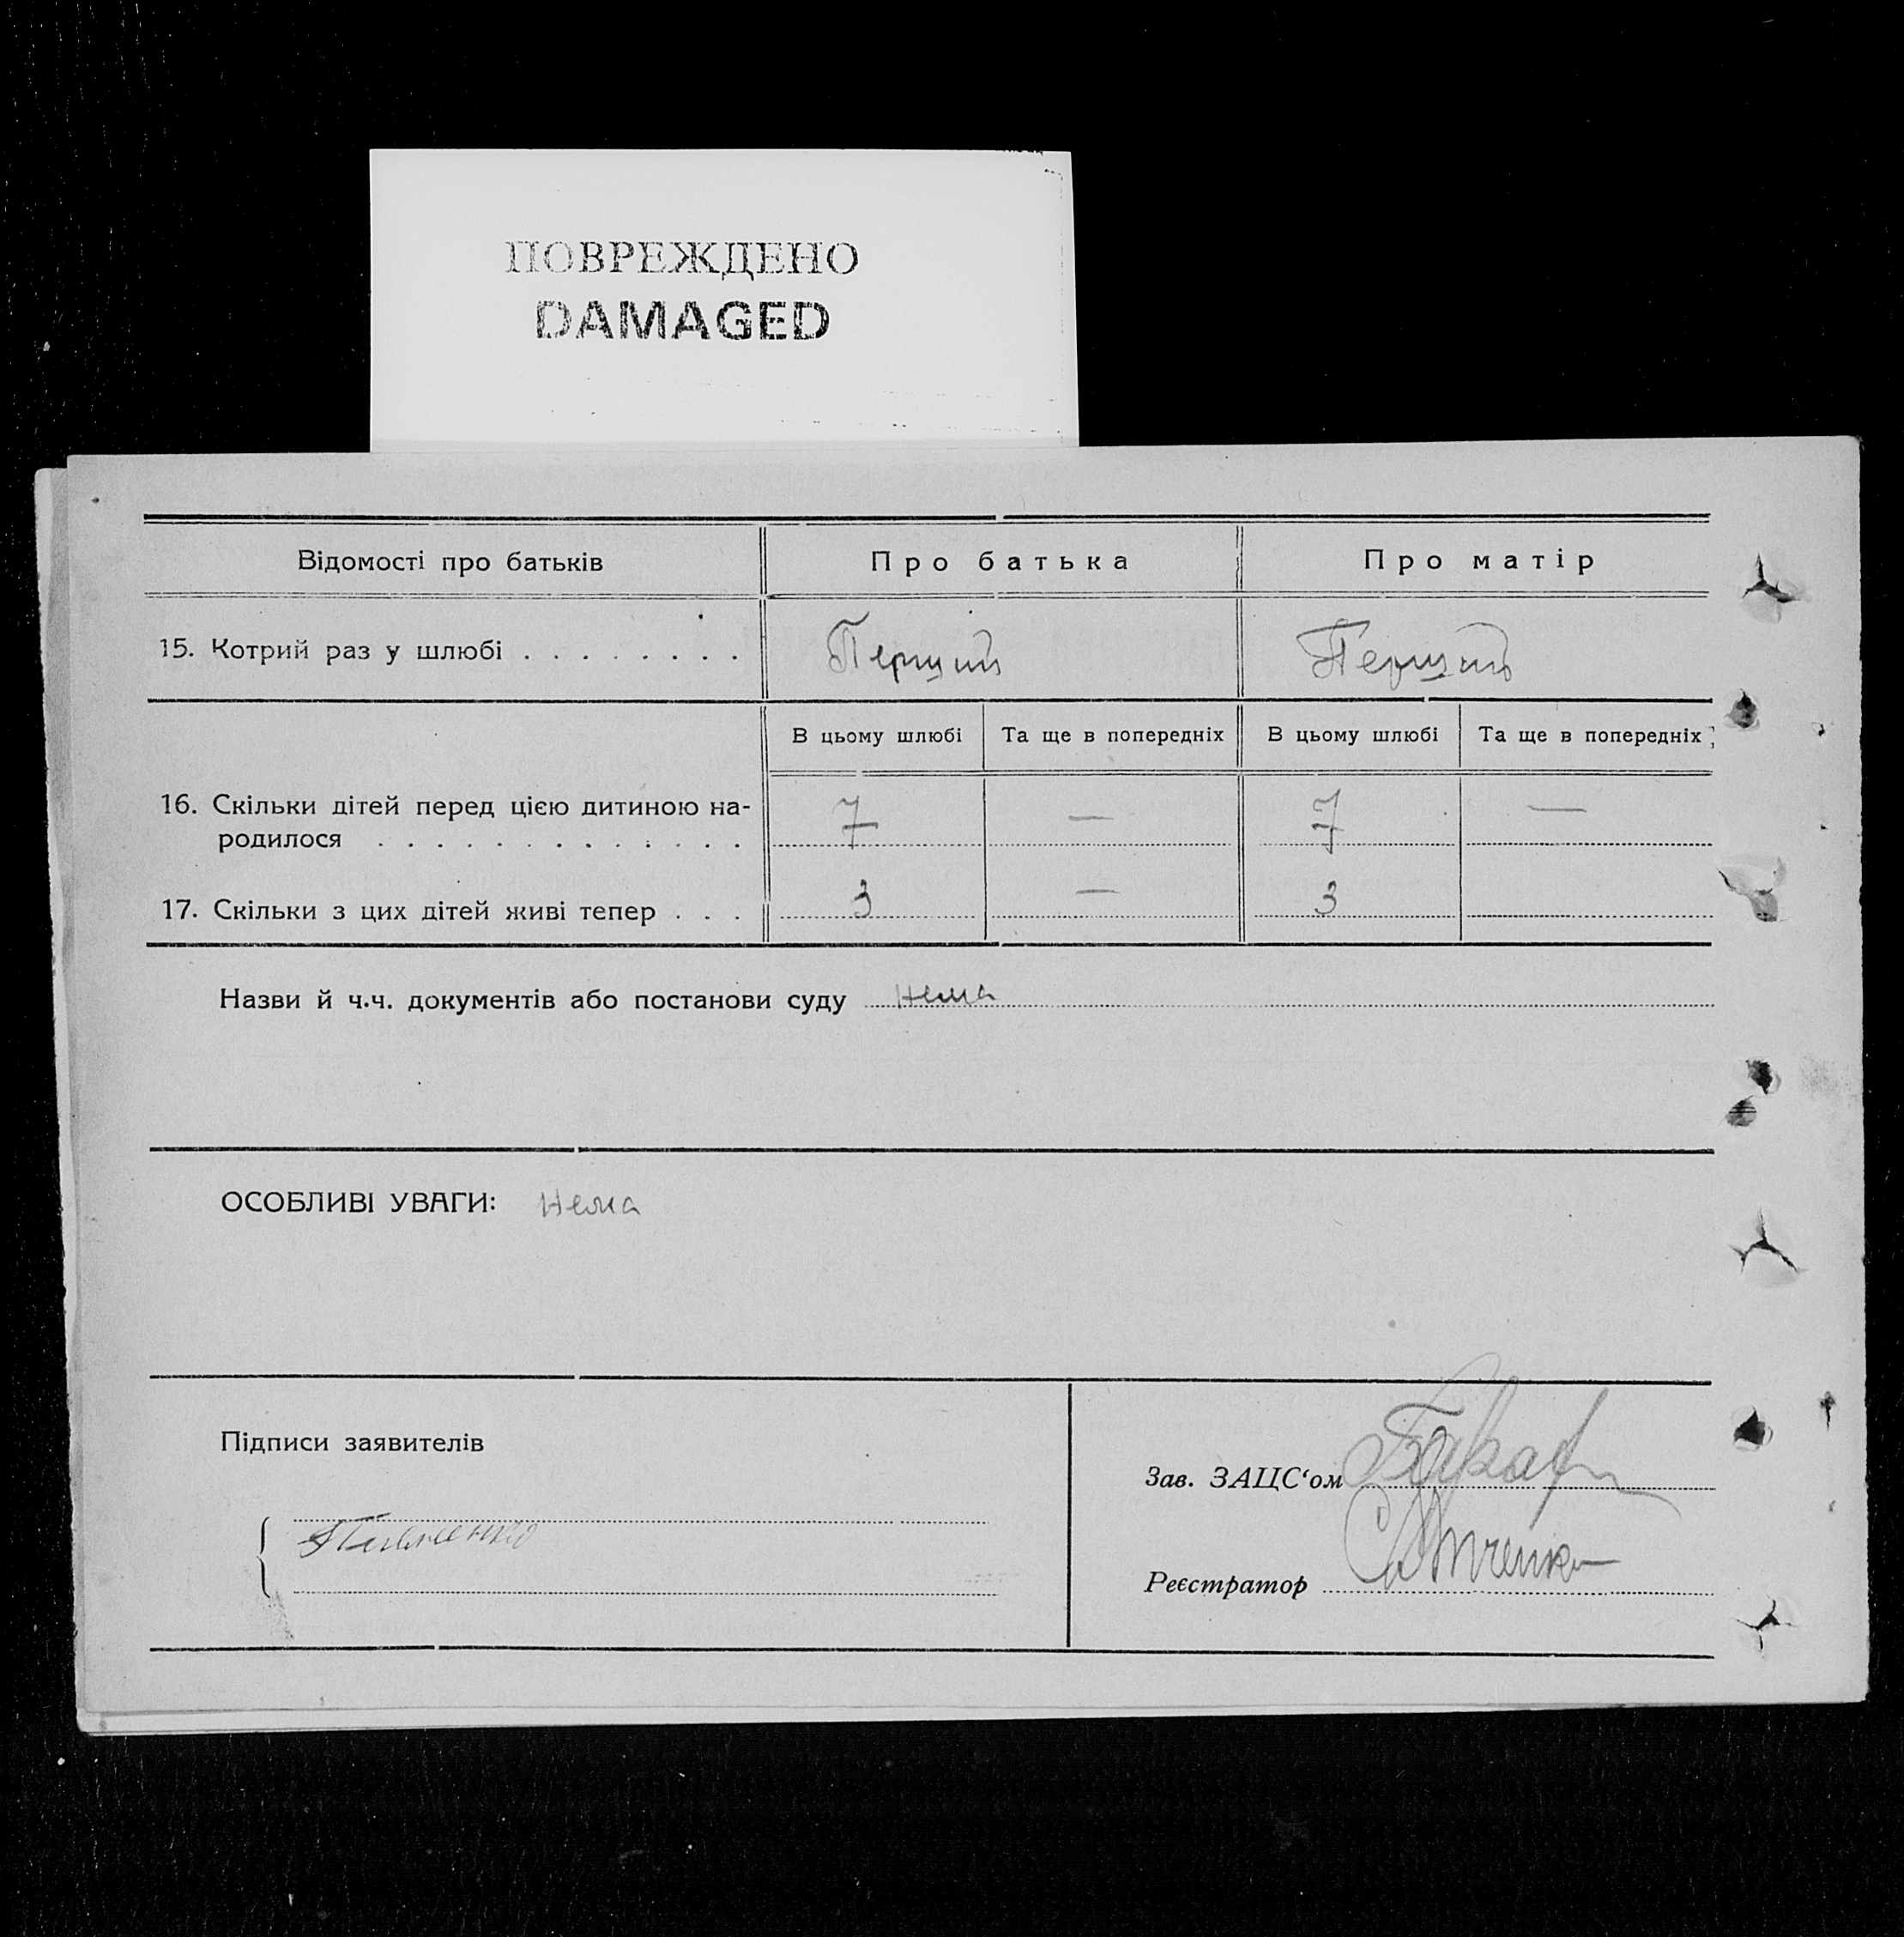 ПОВРЕЖДЕНО
DAMAGED
Відомості про батьків Про батька Про матір
15. Котрий раз у шлюбі . . . . . . . . Перший Перший
В цьому шлюбі Та ще в попередніх В цьому шлюбі Та ще в попередніх
16. Скільки дітей перед цією дитиною на-
родилося . . . . . . . . . . . . . 7 — 7 —
17. Скільки з цих дітей живі тепер . . . 3 — 3
Назви й ч.ч. документів або постанови суду нема
ОСОБЛИВІ УВАГИ: Нема
Підписи заявителів
Зав. ЗАЦС‘ом
Реєстратор